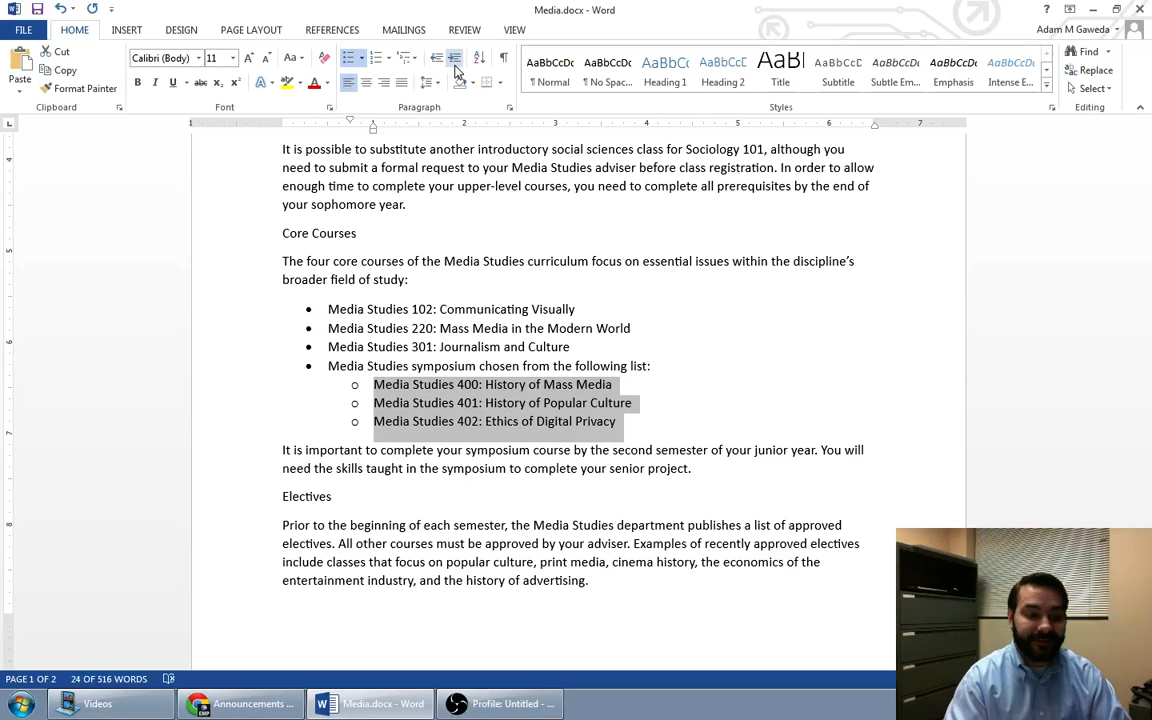 Media.docx - Word
FILE HOME INSERT DESIGN PAGE LAYOUT REFERENCES MAILINGS REVIEW VIEW Adam M Gaweda
Paste
Cut
Copy
Format Painter
Clipboard
Calibri (Body) 11
Font
Paragraph
AaBbCcDc AaBbCcDc AaBbCc AaBbCcD AaBl AaBbCcD AaBbCcDc AaBbCcDc AaBbCcDc
¶ Normal ¶ No Spac... Heading 1 Heading 2 Title Subtitle Subtle Em... Emphasis Intense E...
Styles
Find
Replace
Select
Editing
1 1 2 3 4 5 6 7
It is possible to substitute another introductory social sciences class for Sociology 101, although you
need to submit a formal request to your Media Studies adviser before class registration. In order to allow
enough time to complete your upper-level courses, you need to complete all prerequisites by the end of
your sophomore year.
Core Courses
The four core courses of the Media Studies curriculum focus on essential issues within the discipline’s
broader field of study:
• Media Studies 102: Communicating Visually
• Media Studies 220: Mass Media in the Modern World
• Media Studies 301: Journalism and Culture
• Media Studies symposium chosen from the following list:
o Media Studies 400: History of Mass Media
o Media Studies 401: History of Popular Culture
o Media Studies 402: Ethics of Digital Privacy
It is important to complete your symposium course by the second semester of your junior year. You will
need the skills taught in the symposium to complete your senior project.
Electives
Prior to the beginning of each semester, the Media Studies department publishes a list of approved
electives. All other courses must be approved by your adviser. Examples of recently approved electives
include classes that focus on popular culture, print media, cinema history, the economics of the
entertainment industry, and the history of advertising.
PAGE 1 OF 2 24 OF 516 WORDS
Videos
Announcements ...
Media.docx - Word
Profile: Untitled - ...